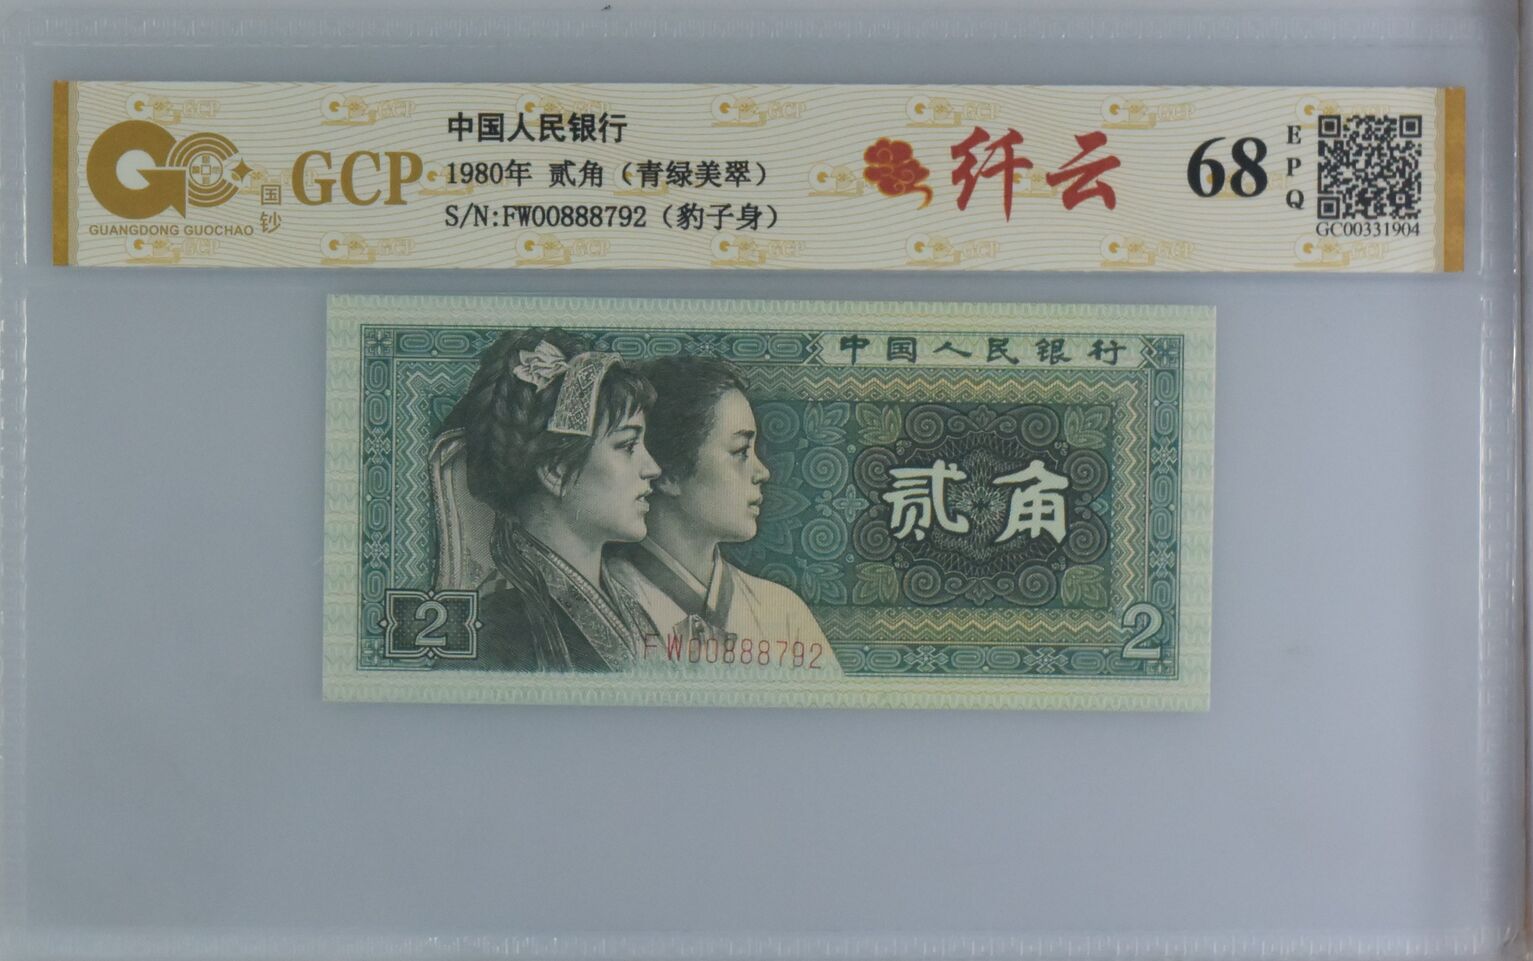 GCP
国钞
GUANGDONG GUOCHAO
中国人民银行
1980年 贰角（青绿美翠）
S/N:FW00888792（豹子身）
纤云
68
EPQ
GC00331904
中国人民银行
贰角
2
2
FW00888792